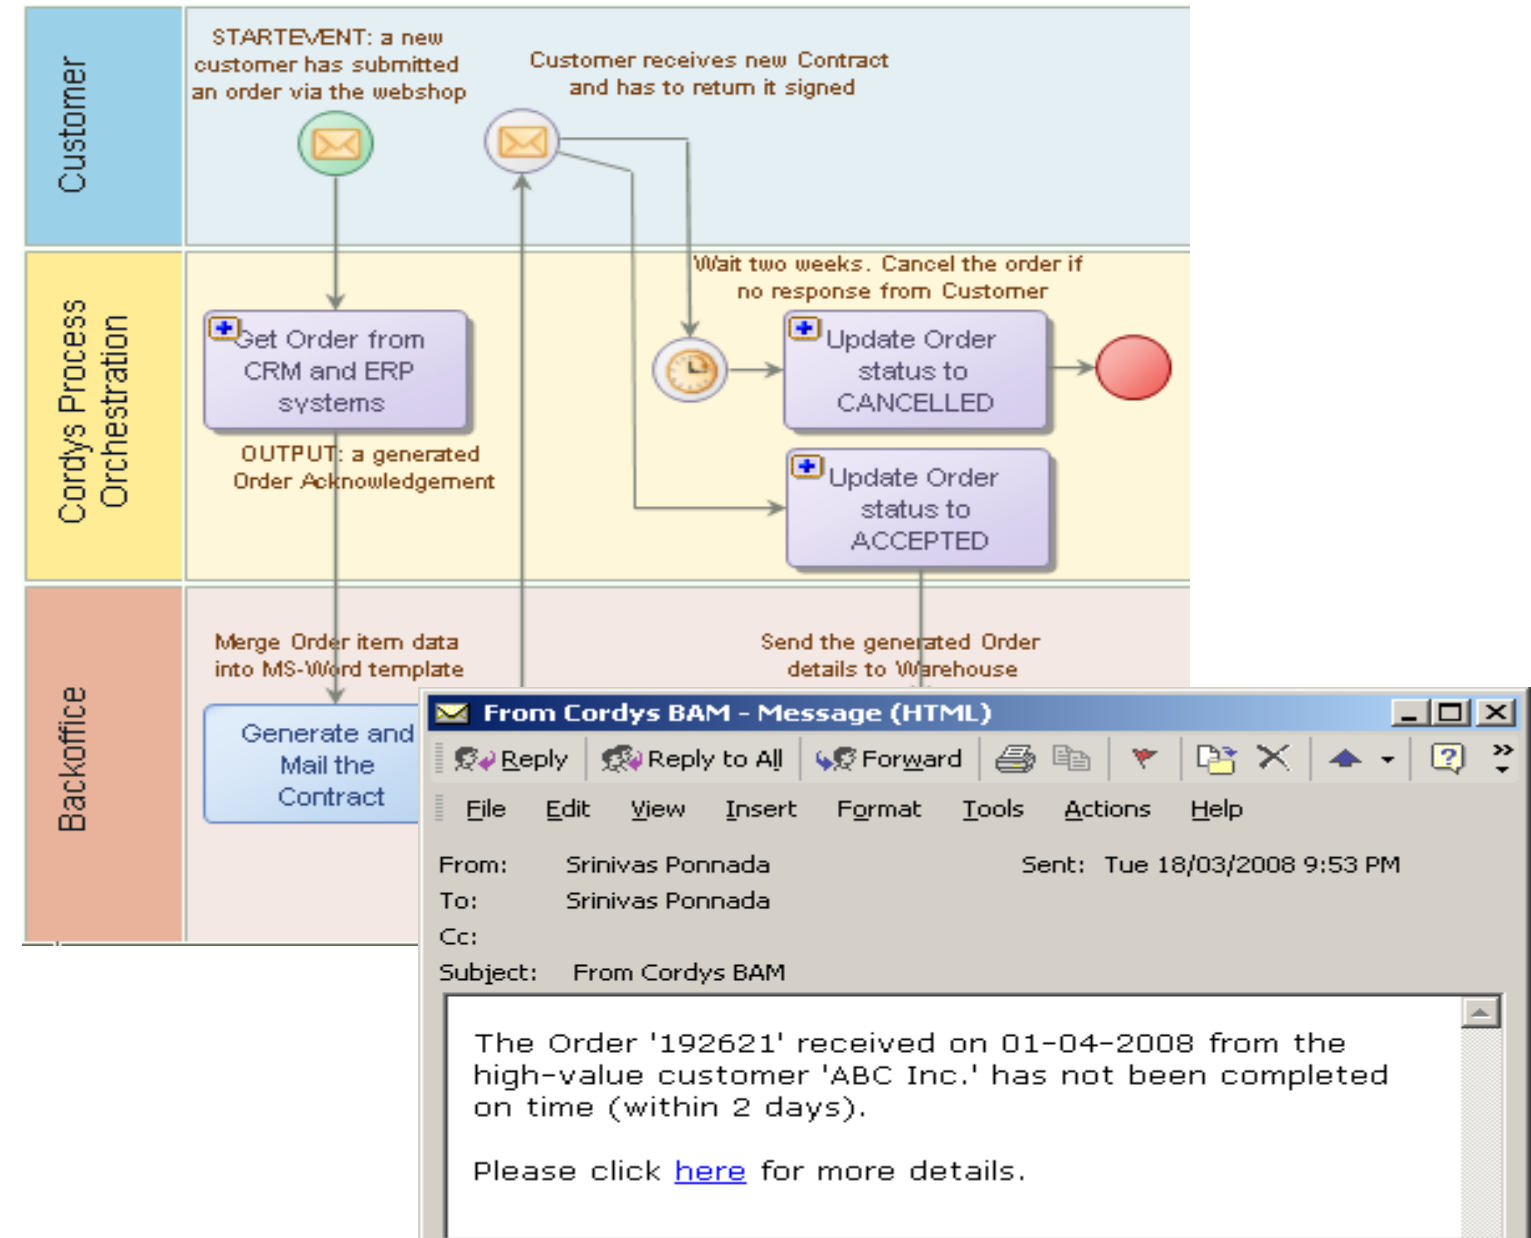 Customer
STARTEVENT: a new
customer has submitted
an order via the webshop
Customer receives new Contract
and has to return it signed
Cordys Process
Orchestration
Wait two weeks. Cancel the order if
no response from Customer
Get Order from
CRM and ERP
systems
Update Order
status to
CANCELLED
OUTPUT: a generated
Order Acknowledgement
Update Order
status to
ACCEPTED
Backoffice
Merge Order item data
into MS-Word template
Send the generated Order
details to Warehouse
Generate and
Mail the
Contract
From Cordys BAM - Message (HTML)
Reply Reply to All Forward
File Edit View Insert Format Tools Actions Help
From: Srinivas Ponnada Sent: Tue 18/03/2008 9:53 PM
To: Srinivas Ponnada
Cc:
Subject: From Cordys BAM
The Order '192621' received on 01-04-2008 from the
high-value customer 'ABC Inc.' has not been completed
on time (within 2 days).
Please click here for more details.